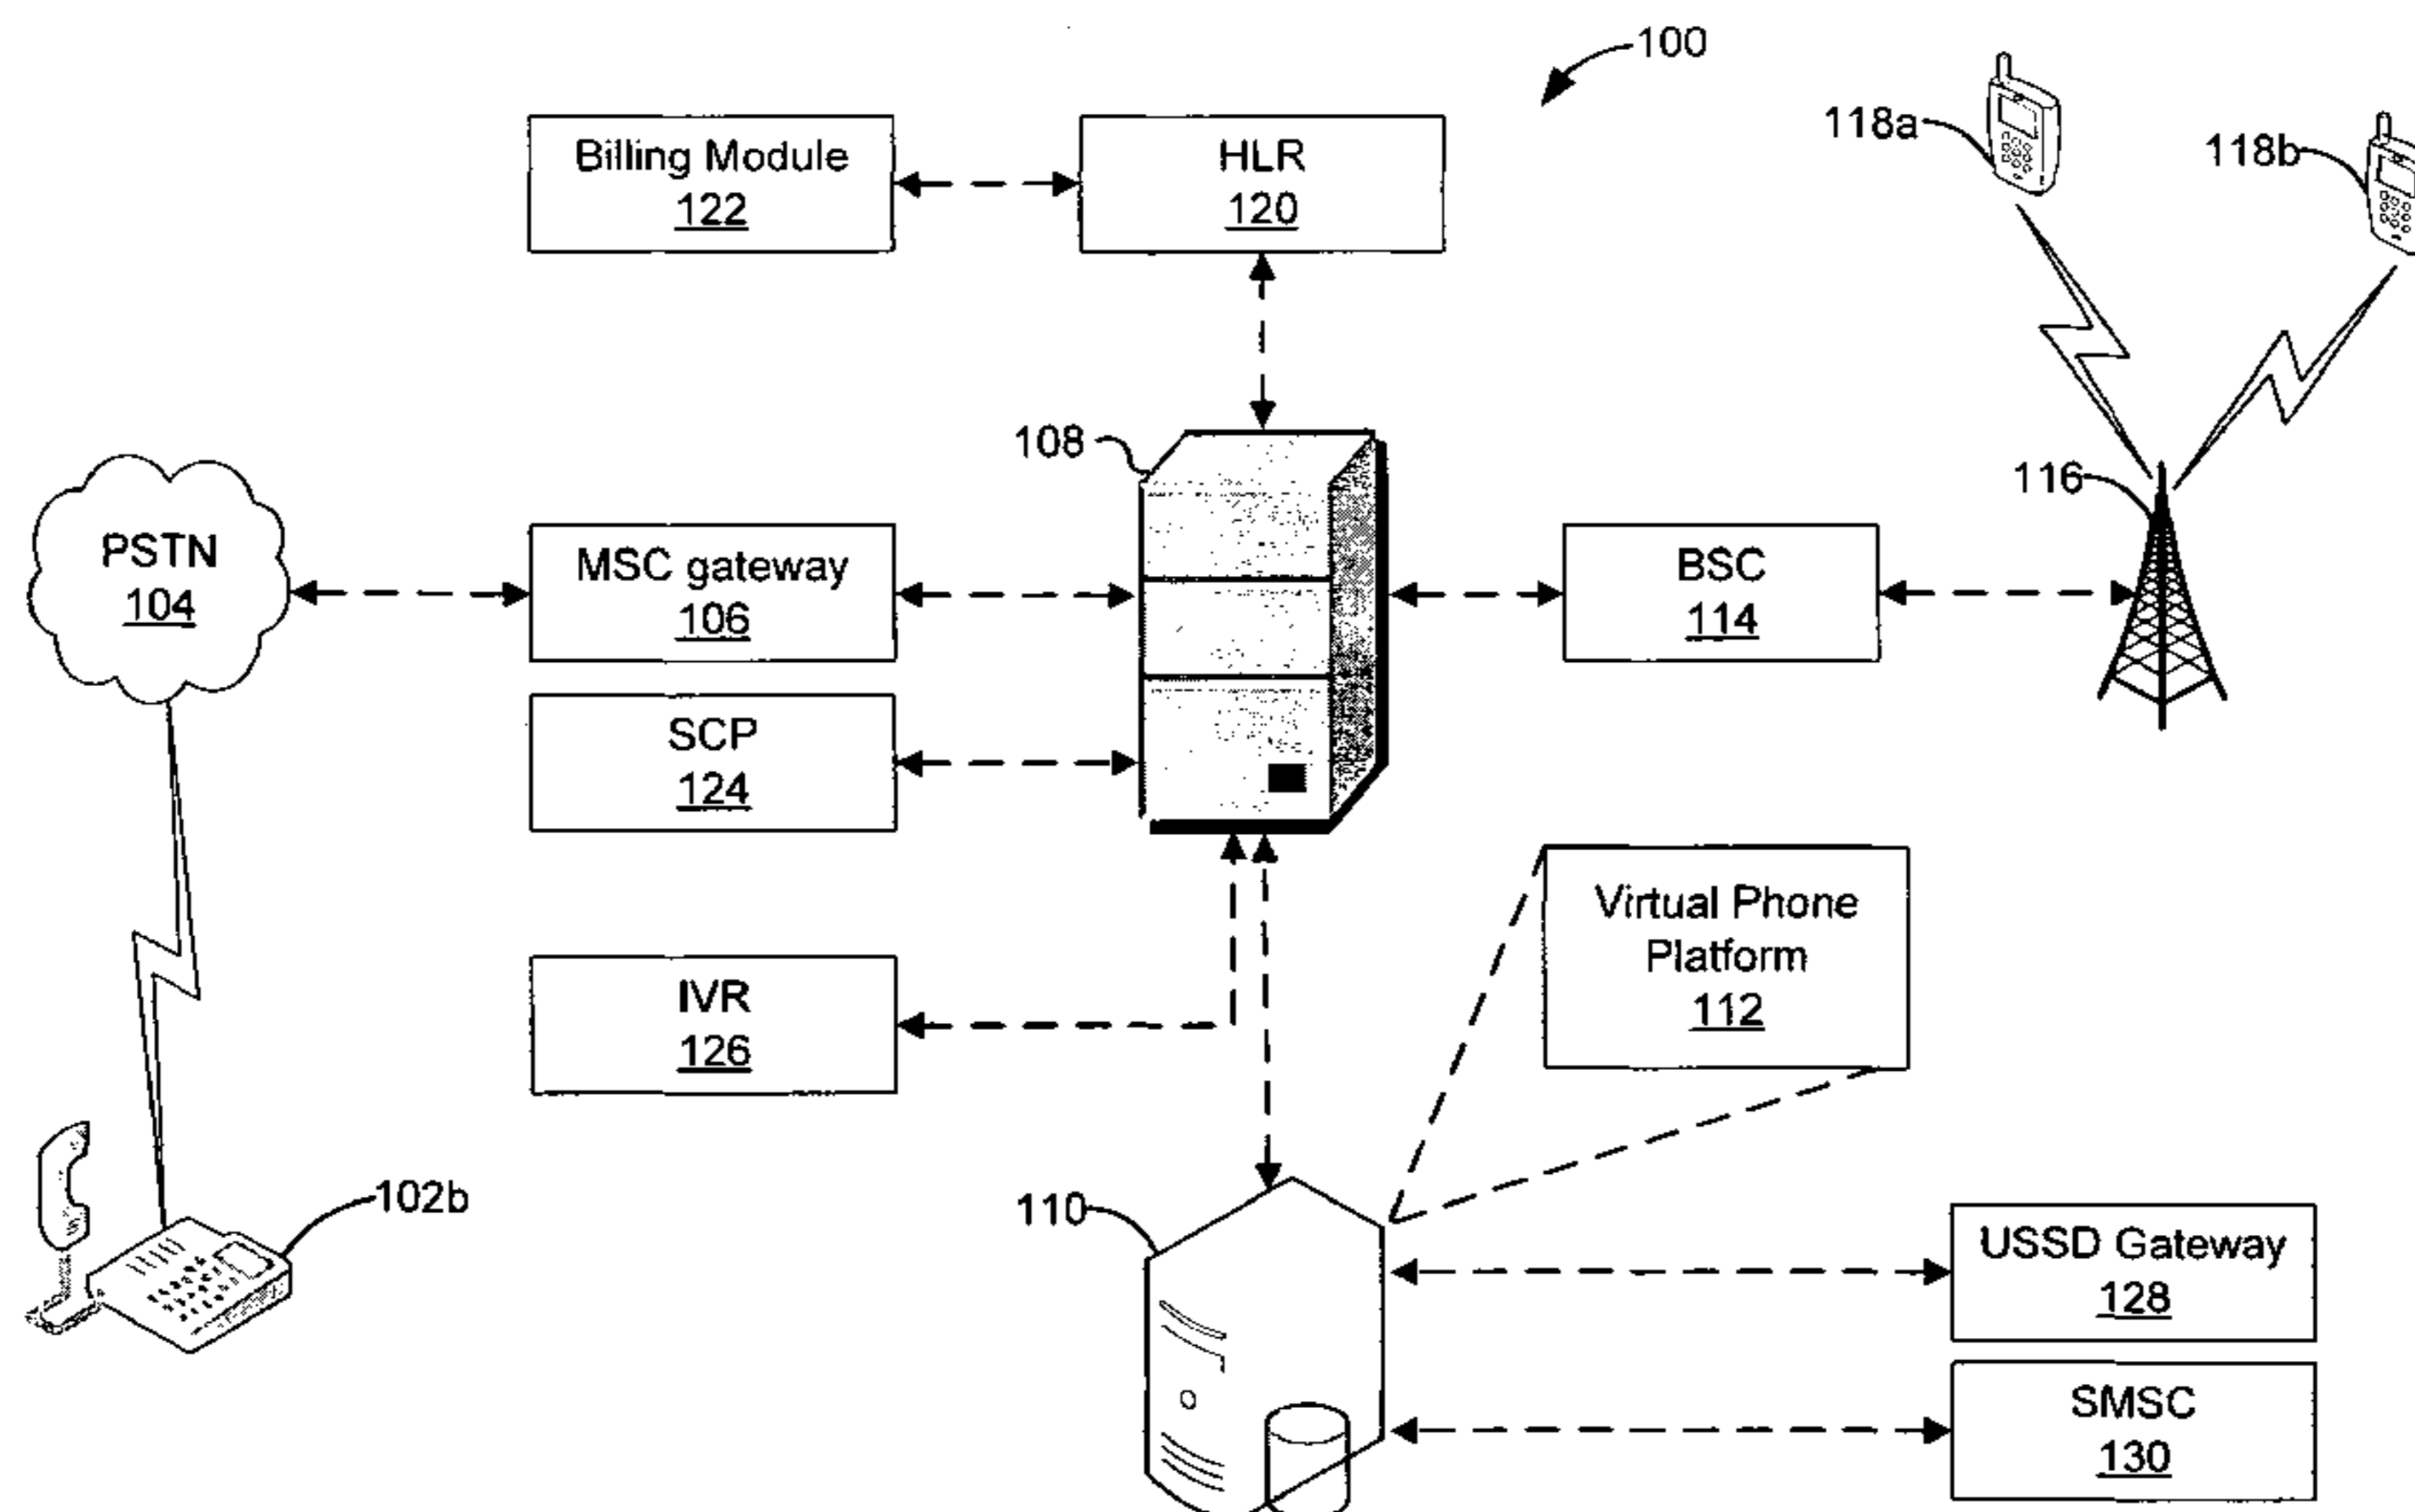 100
118a
118b
Billing Module
122
HLR
120
108
116
PSTN
104
MSC gateway
106
BSC
114
SCP
124
Virtual Phone
Platform
112
IVR
126
102b
110
USSD Gateway
128
SMSC
130